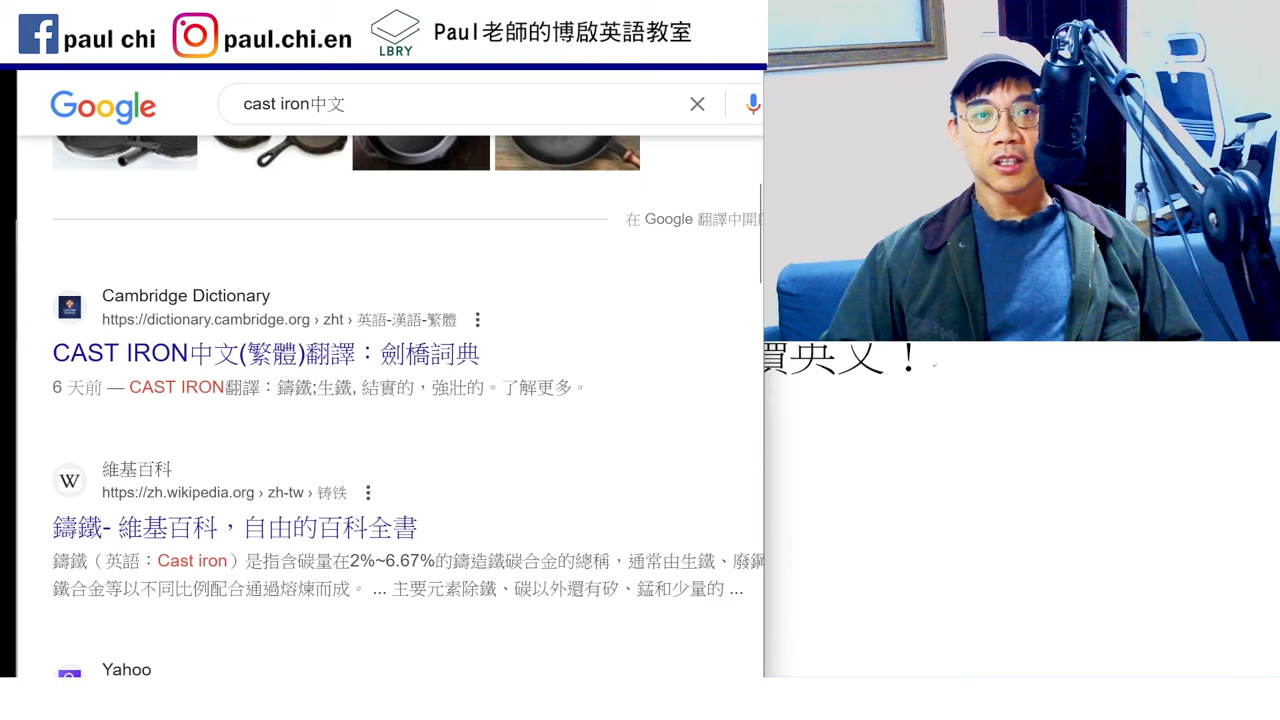 paul chi
paul.chi.en
LBRY
Paul老師的博啟英語教室
Google
cast iron中文
在 Google 翻譯中開
Cambridge Dictionary
https://dictionary.cambridge.org › zht › 英語-漢語-繁體
CAST IRON中文(繁體)翻譯：劍橋詞典
6 天前 — CAST IRON翻譯：鑄鐵;生鐵, 結實的，強壯的。了解更多。
W
維基百科
https://zh.wikipedia.org › zh-tw › 铸铁
鑄鐵- 維基百科，自由的百科全書
鑄鐵（英語：Cast iron）是指含碳量在2%~6.67%的鑄造鐵碳合金的總稱，通常由生鐵、廢鋼
鐵合金等以不同比例配合通過熔煉而成。 ... 主要元素除鐵、碳以外還有矽、錳和少量的 ...
Yahoo
英文！